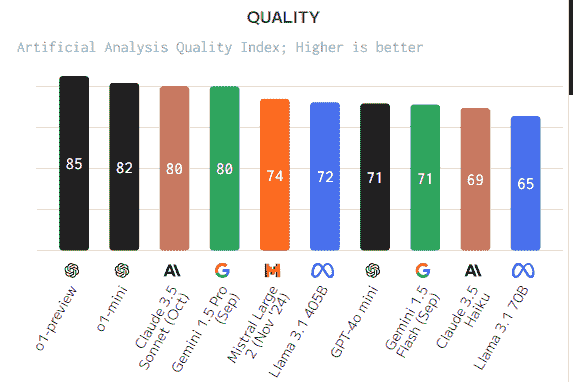 QUALITY
Artificial Analysis Quality Index; Higher is better
85
82
80
80
74
72
71
71
69
65
o1-preview
o1-mini
Claude 3.5
Sonnet (Oct)
Gemini 1.5 Pro
(Sep)
Mistral Large
2 (Nov '24)
Llama 3.1 405B
GPT-4o mini
Gemini 1.5
Flash (Sep)
Claude 3.5
Haiku
Llama 3.1 70B